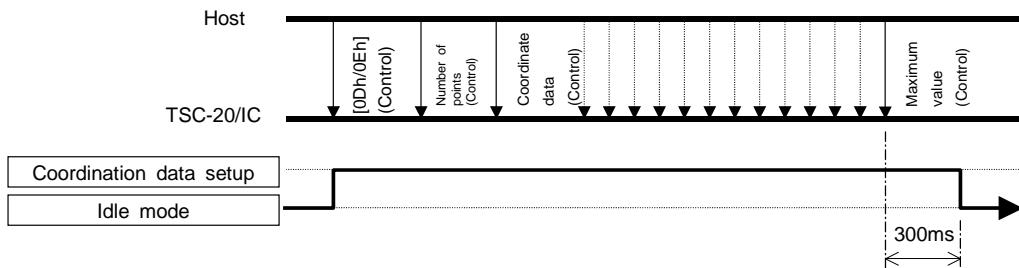 Host
[0Dh/0Eh]
(Control)
Number of
points
(Control)
Coordinate
data
(Control)
Maximum
value
(Control)
TSC-20/IC
Coordination data setup
Idle mode
300ms